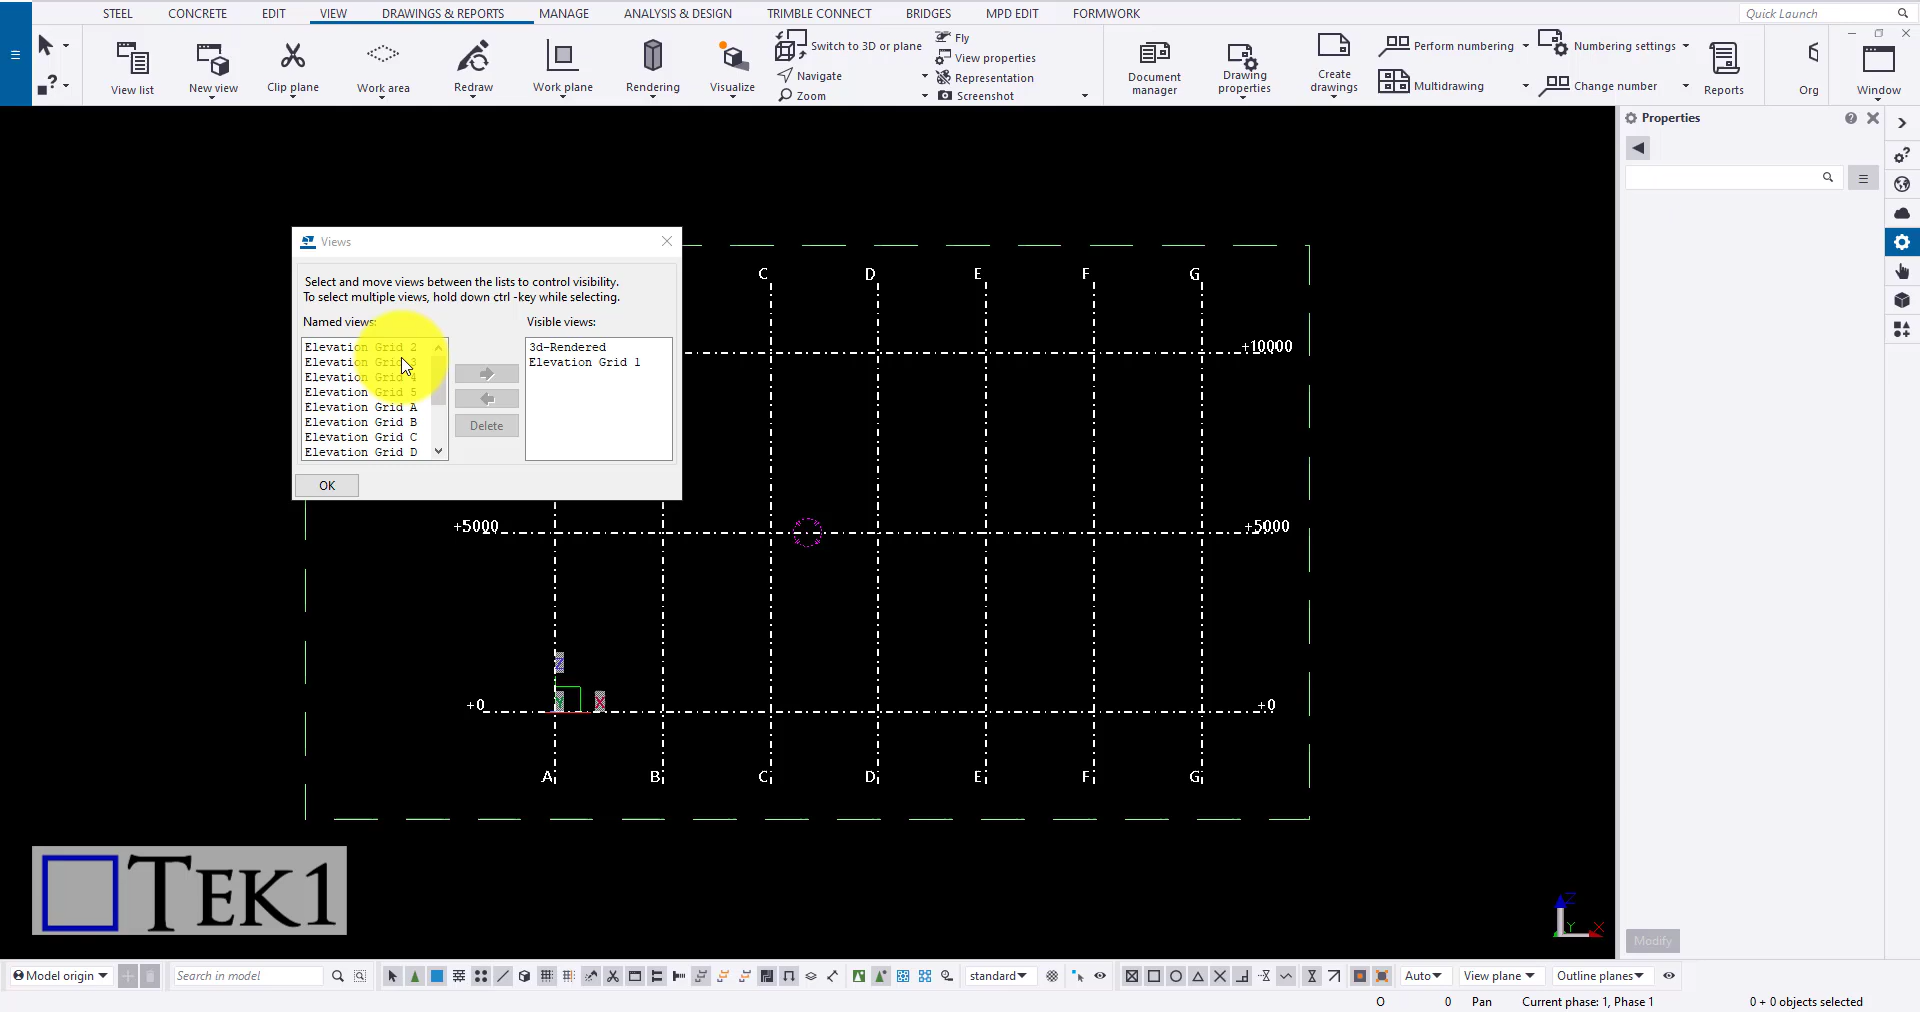 STEEL CONCRETE EDIT VIEW DRAWINGS & REPORTS MANAGE ANALYSIS & DESIGN TRIMBLE CONNECT BRIDGES MPD EDIT FORMWORK Quick Launch
View list
New view
Clip plane
Work area
Redraw
Work plane
Rendering
Visualize
Switch to 3D or plane
Navigate
Zoom
Fly
View properties
Representation
Screenshot
Document
manager
Drawing
properties
Create
drawings
Perform numbering
Multidrawing
Numbering settings
Change number
Reports
Org
Window
Properties
Views
Select and move views between the lists to control visibility.
To select multiple views, hold down ctrl -key while selecting.
Named views:
Elevation Grid 2
Elevation Grid 3
Elevation Grid 4
Elevation Grid 5
Elevation Grid A
Elevation Grid B
Elevation Grid C
Elevation Grid D
Delete
Visible views:
3d-Rendered
Elevation Grid 1
OK
C D E F G
+10000
+5000 +5000
Z
X
+0 +0
A B C D E F G
TEK1
Z
Y X
Modify
Model origin Search in model standard Auto View plane Outline planes
O 0 Pan Current phase: 1, Phase 1 0 + 0 objects selected